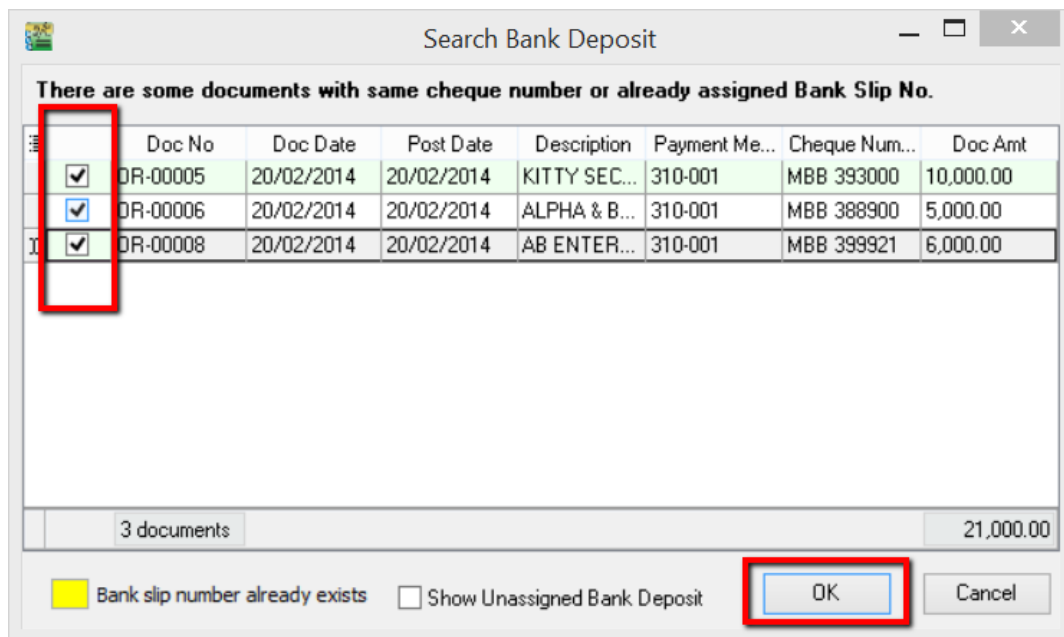 Search Bank Deposit
There are some documents with same cheque number or already assigned Bank Slip No.
Doc No Doc Date Post Date Description Payment Me... Cheque Num... Doc Amt
OR-00005 20/02/2014 20/02/2014 KITTY SEC... 310-001 MBB 393000 10,000.00
OR-00006 20/02/2014 20/02/2014 ALPHA & B... 310-001 MBB 388900 5,000.00
OR-00008 20/02/2014 20/02/2014 AB ENTER... 310-001 MBB 399921 6,000.00
3 documents 21,000.00
Bank slip number already exists Show Unassigned Bank Deposit OK Cancel